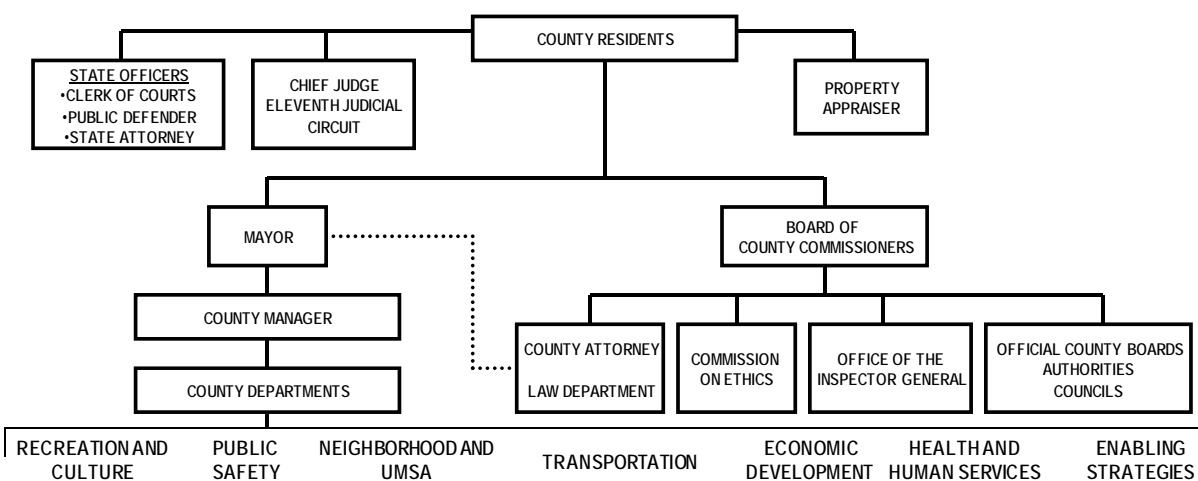 COUNTY RESIDENTS
STATE OFFICERS
•CLERK OF COURTS
•PUBLIC DEFENDER
•STATE ATTORNEY
CHIEF JUDGE
ELEVENTH JUDICIAL
CIRCUIT
PROPERTY
APPRAISER
MAYOR
BOARD OF
COUNTY COMMISSIONERS
COUNTY MANAGER
COUNTY DEPARTMENTS
COUNTY ATTORNEY
LAW DEPARTMENT
COMMISSION
ON ETHICS
OFFICE OF THE
INSPECTOR GENERAL
OFFICIAL COUNTY BOARDS
AUTHORITIES
COUNCILS
RECREATION AND
CULTURE
PUBLIC
SAFETY
NEIGHBORHOOD AND
UMSA
TRANSPORTATION
ECONOMIC
DEVELOPMENT
HEALTH AND
HUMAN SERVICES
ENABLING
STRATEGIES